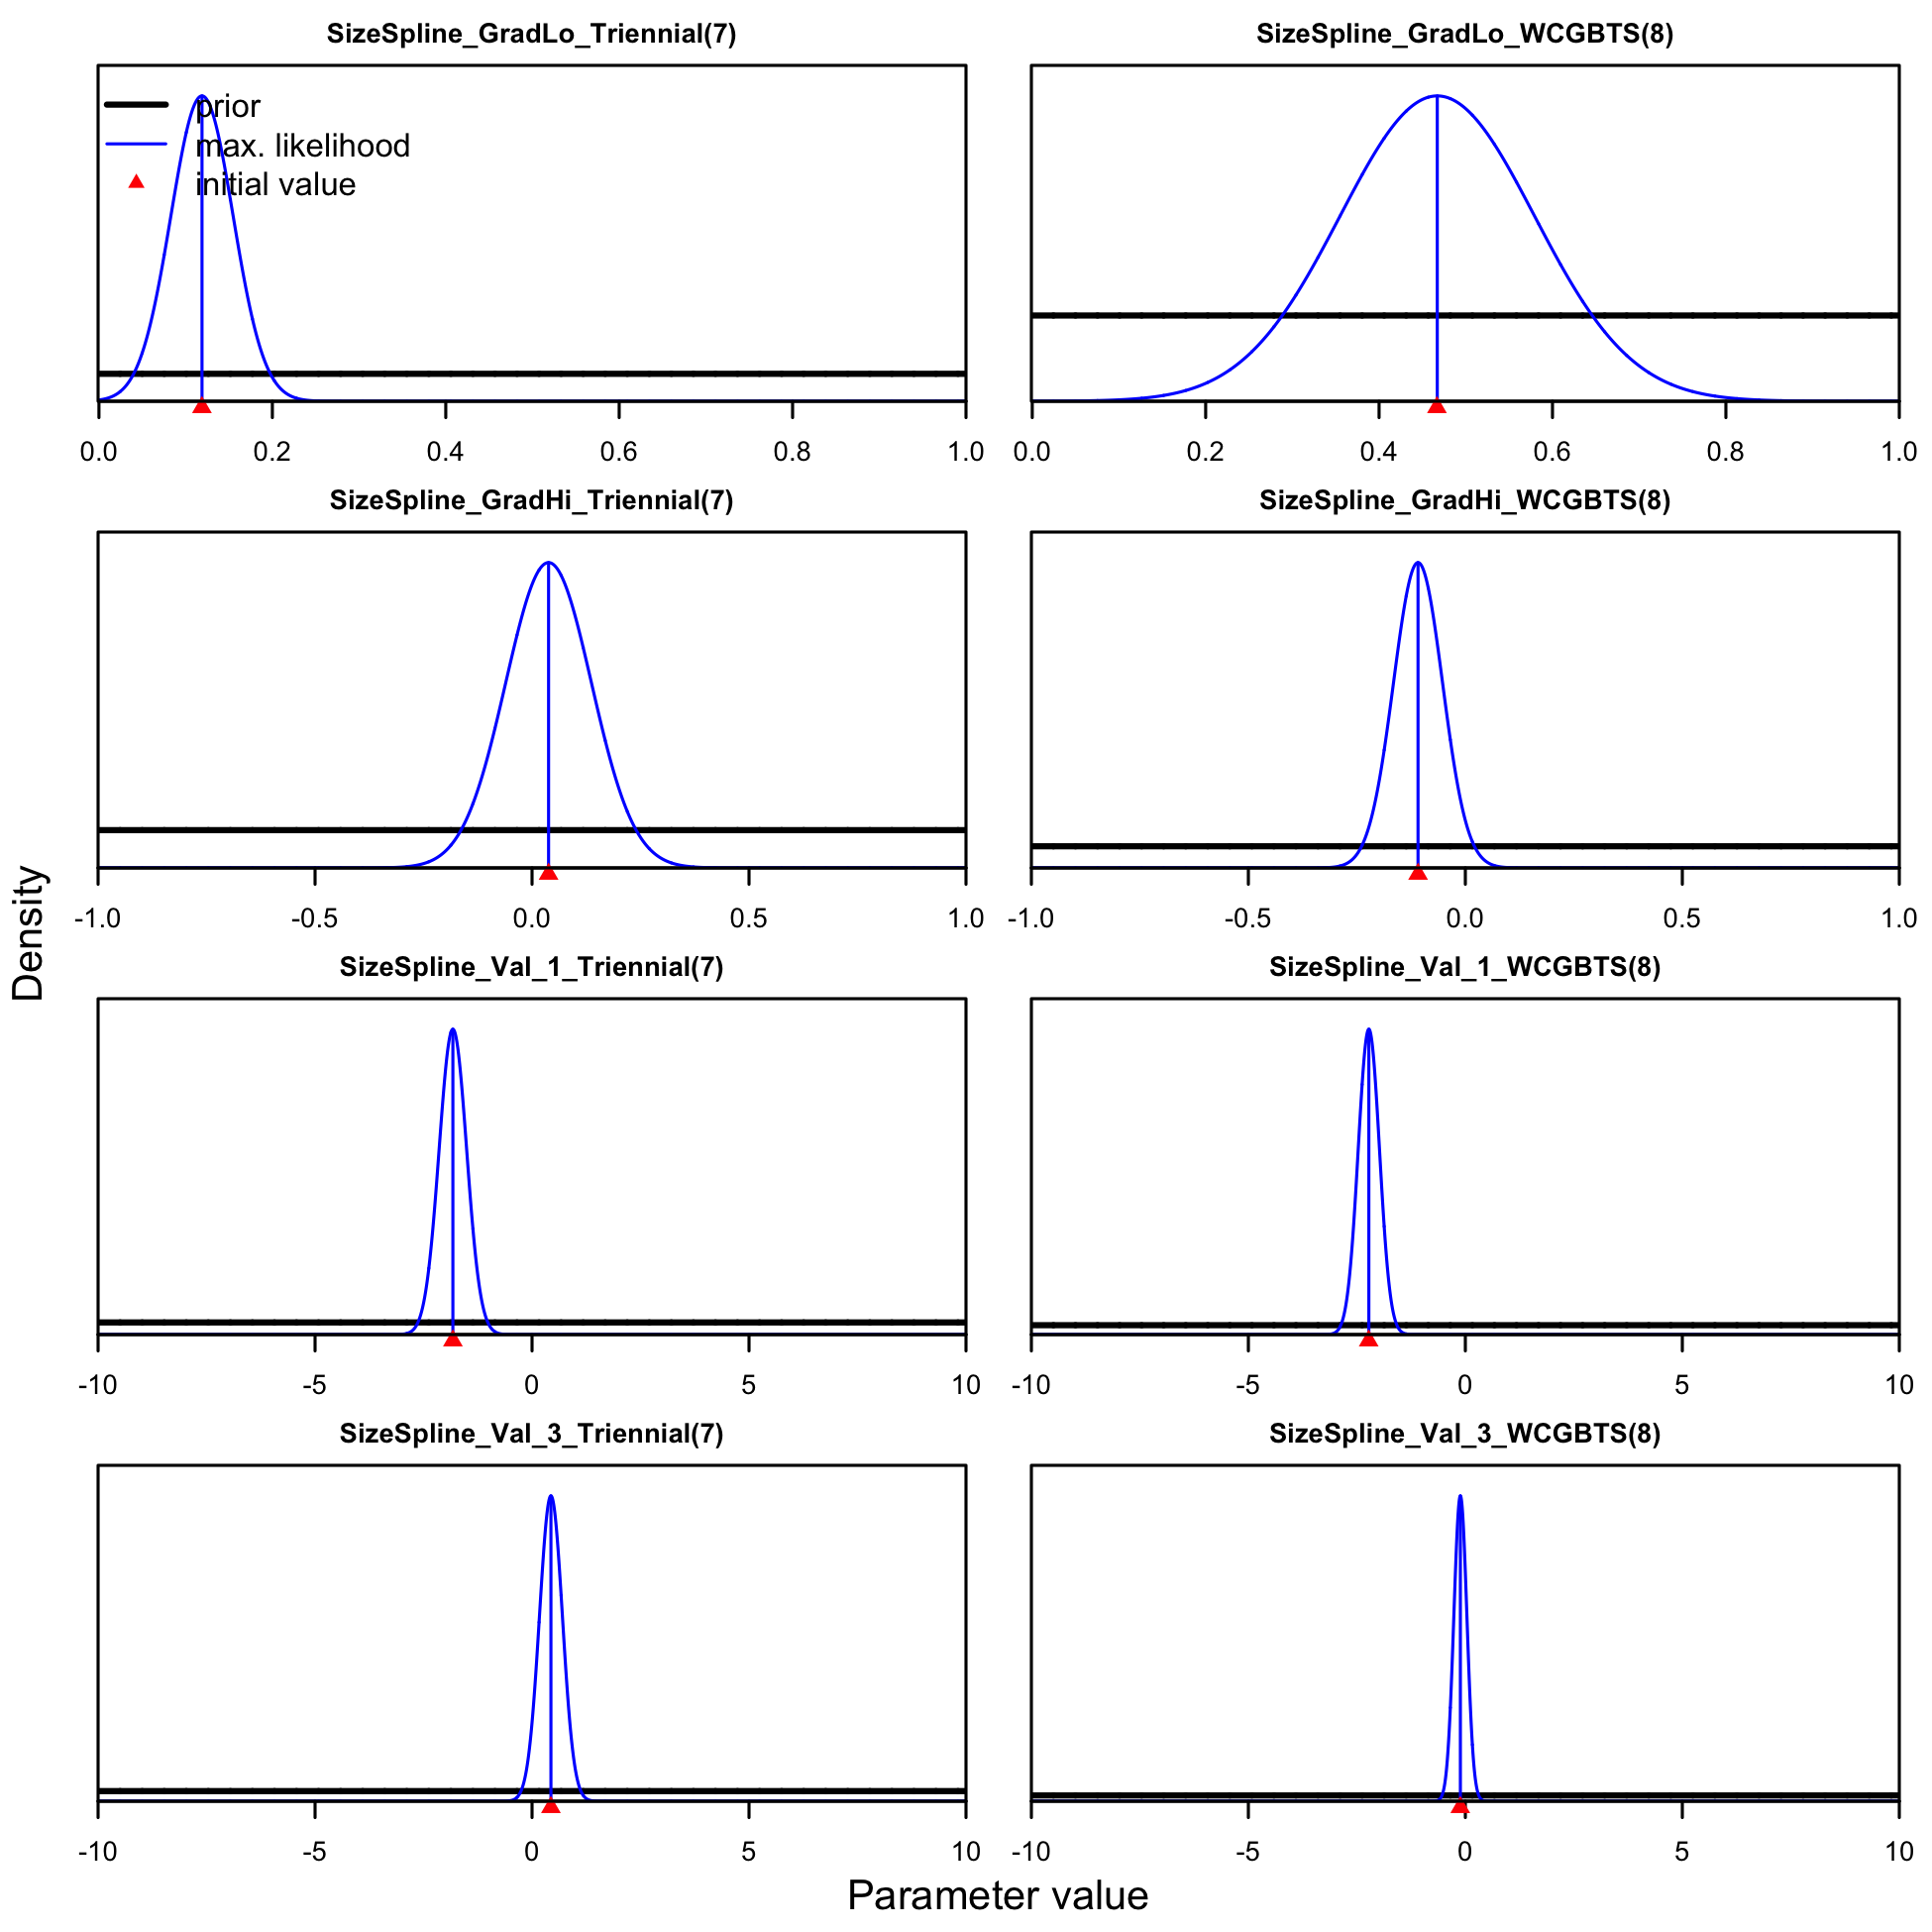 SizeSpline_GradLo_Triennial(7)
SizeSpline_GradLo_WCGBTS(8)
prior
max. likelihood
initial value
0.0 0.2 0.4 0.6 0.8 1.0
0.0 0.2 0.4 0.6 0.8 1.0
SizeSpline_GradHi_Triennial(7)
SizeSpline_GradHi_WCGBTS(8)
-1.0 -0.5 0.0 0.5 1.0
-1.0 -0.5 0.0 0.5 1.0
SizeSpline_Val_1_Triennial(7)
SizeSpline_Val_1_WCGBTS(8)
-10 -5 0 5 10
-10 -5 0 5 10
SizeSpline_Val_3_Triennial(7)
SizeSpline_Val_3_WCGBTS(8)
-10 -5 0 5 10
-10 -5 0 5 10
Density
Parameter value